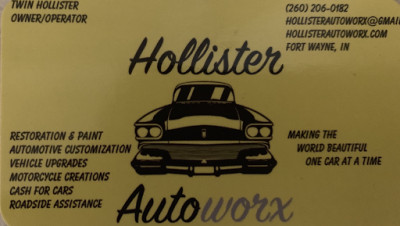 TWIN HOLLISTER
OWNER/OPERATOR
(260) 206-0182
HOLLISTERAUTOWORX@GMAI
HOLLISTERAUTOWORX.COM
FORT WAYNE, IN
Hollister
RESTORATION & PAINT
AUTOMOTIVE CUSTOMIZATION
VEHICLE UPGRADES
MOTORCYCLE CREATIONS
CASH FOR CARS
ROADSIDE ASSISTANCE
MAKING THE
WORLD BEAUTIFUL
ONE CAR AT A TIME
Autoworx